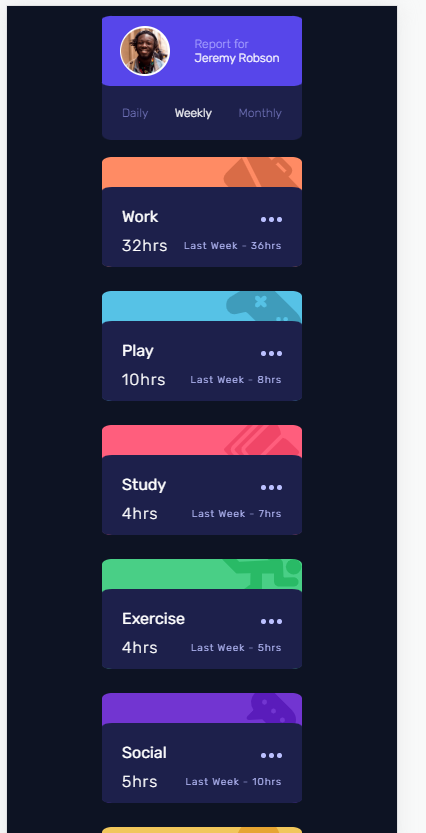 Report for
Jeremy Robson
Daily Weekly Monthly
Work
32hrs Last Week - 36hrs
Play
10hrs Last Week - 8hrs
Study
4hrs Last Week - 7hrs
Exercise
4hrs Last Week - 5hrs
Social
5hrs Last Week - 10hrs